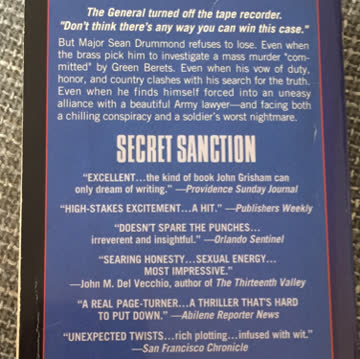 The General turned off the tape recorder.
"Don't think there's any way you can win this case."
But Major Sean Drummond refuses to lose. Even when
the brass pick him to investigate a mass murder "com-
mitted" by Green Berets. Even when his vow of duty,
honor, and country clashes with his search for the truth.
Even when he finds himself forced into an uneasy
alliance with a beautiful Army lawyer—and facing both
a chilling conspiracy and a soldier's worst nightmare.
SECRET SANCTION
"EXCELLENT...the kind of book John Grisham can
only dream of writing." —Providence Sunday Journal
"HIGH-STAKES EXCITEMENT...A HIT." —Publishers Weekly
"DOESN'T SPARE THE PUNCHES...
irreverent and insightful." —Orlando Sentinel
"SEARING HONESTY...SEXUAL ENERGY...
MOST IMPRESSIVE."
—John M. Del Vecchio, author of The Thirteenth Valley
"A REAL PAGE-TURNER...A THRILLER THAT'S HARD
TO PUT DOWN." —Abilene Reporter News
"UNEXPECTED TWISTS...rich plotting...infused with wit."
—San Francisco Chronicle